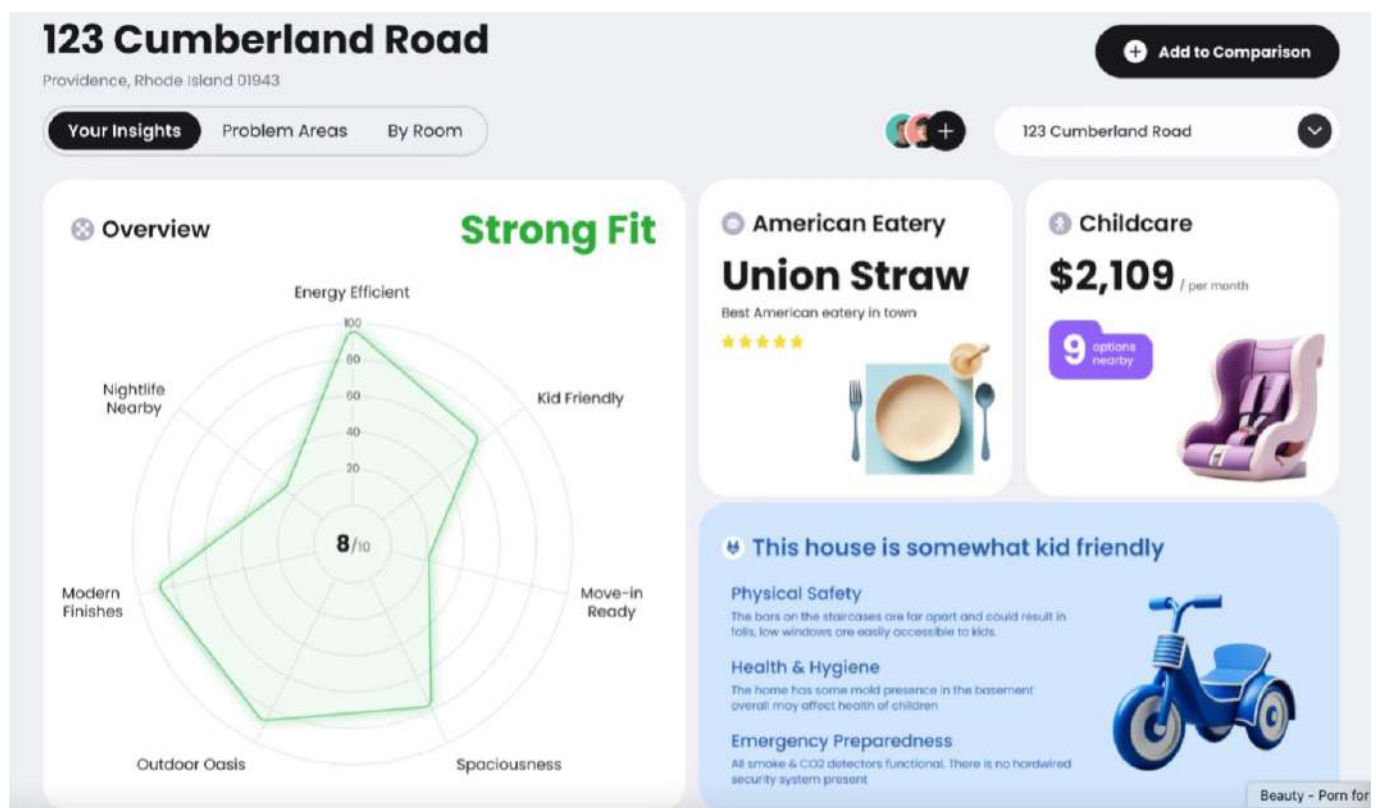 123 Cumberland Road
Providence, Rhode Island 01943
Add to Comparison
Your Insights
Problem Areas
By Room
123 Cumberland Road
Overview
Strong Fit
Energy Efficient
100
80
60
40
20
Nightlife
Nearby
Kid Friendly
8/10
Modern
Finishes
Move-in
Ready
Outdoor Oasis
Spaciousness
American Eatery
Union Straw
Best American eatery in town
Childcare
$2,109 / per month
9 options
nearby
This house is somewhat kid friendly
Physical Safety
The bars on the staircases are far apart and could result in
falls, low windows are easily accessible to kids.
Health & Hygiene
The home has some mold presence in the basement
overall may affect health of children
Emergency Preparedness
All smoke & CO2 detectors functional. There is no hardwired
security system present
Beauty - Porn for